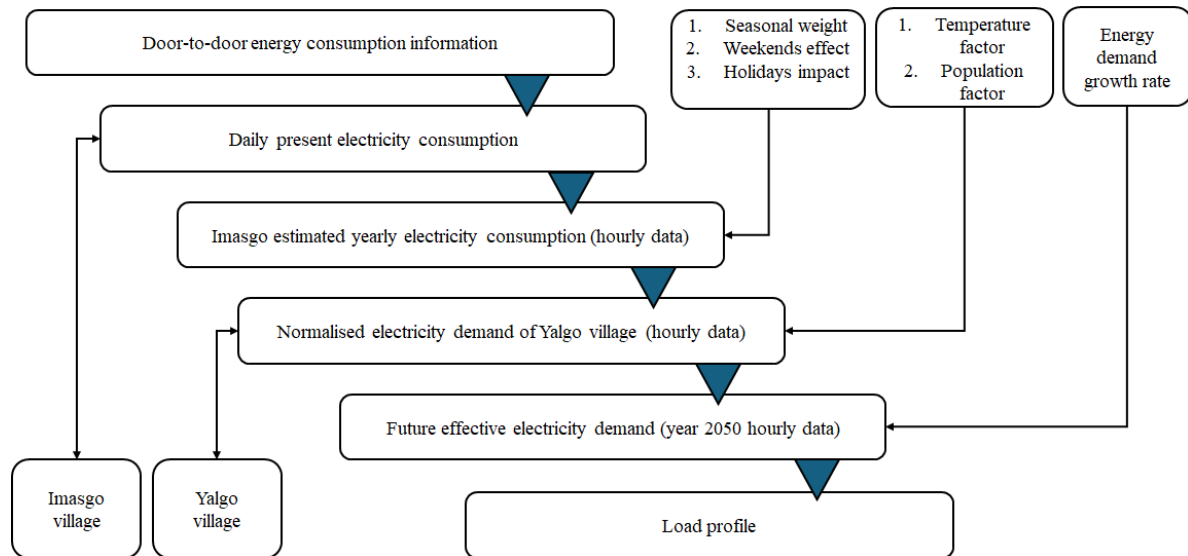 Door-to-door energy consumption information
1. Seasonal weight
2. Weekends effect
3. Holidays impact
1. Temperature
factor
2. Population
factor
Energy
demand
growth rate
Daily present electricity consumption
Imasgo estimated yearly electricity consumption (hourly data)
Normalised electricity demand of Yalgo village (hourly data)
Future effective electricity demand (year 2050 hourly data)
Imasgo
village
Yalgo
village
Load profile